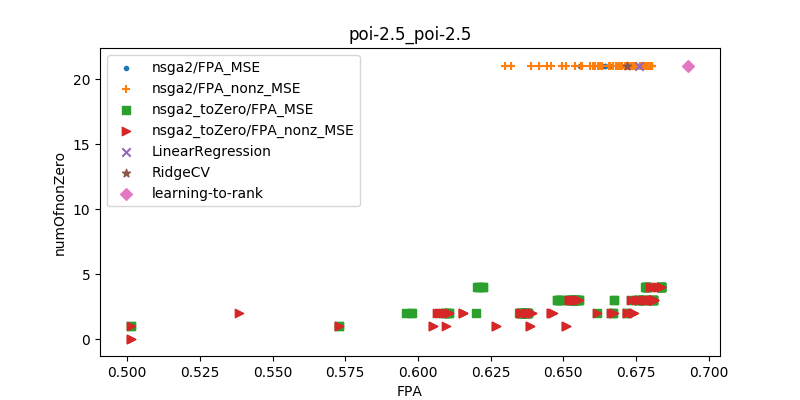 poi-2.5_poi-2.5
nsga2/FPA_MSE
nsga2/FPA_nonz_MSE
nsga2_toZero/FPA_MSE
nsga2_toZero/FPA_nonz_MSE
LinearRegression
RidgeCV
learning-to-rank
numOfnonZero
20
15
10
5
0
0.500 0.525 0.550 0.575 0.600 0.625 0.650 0.675 0.700
FPA